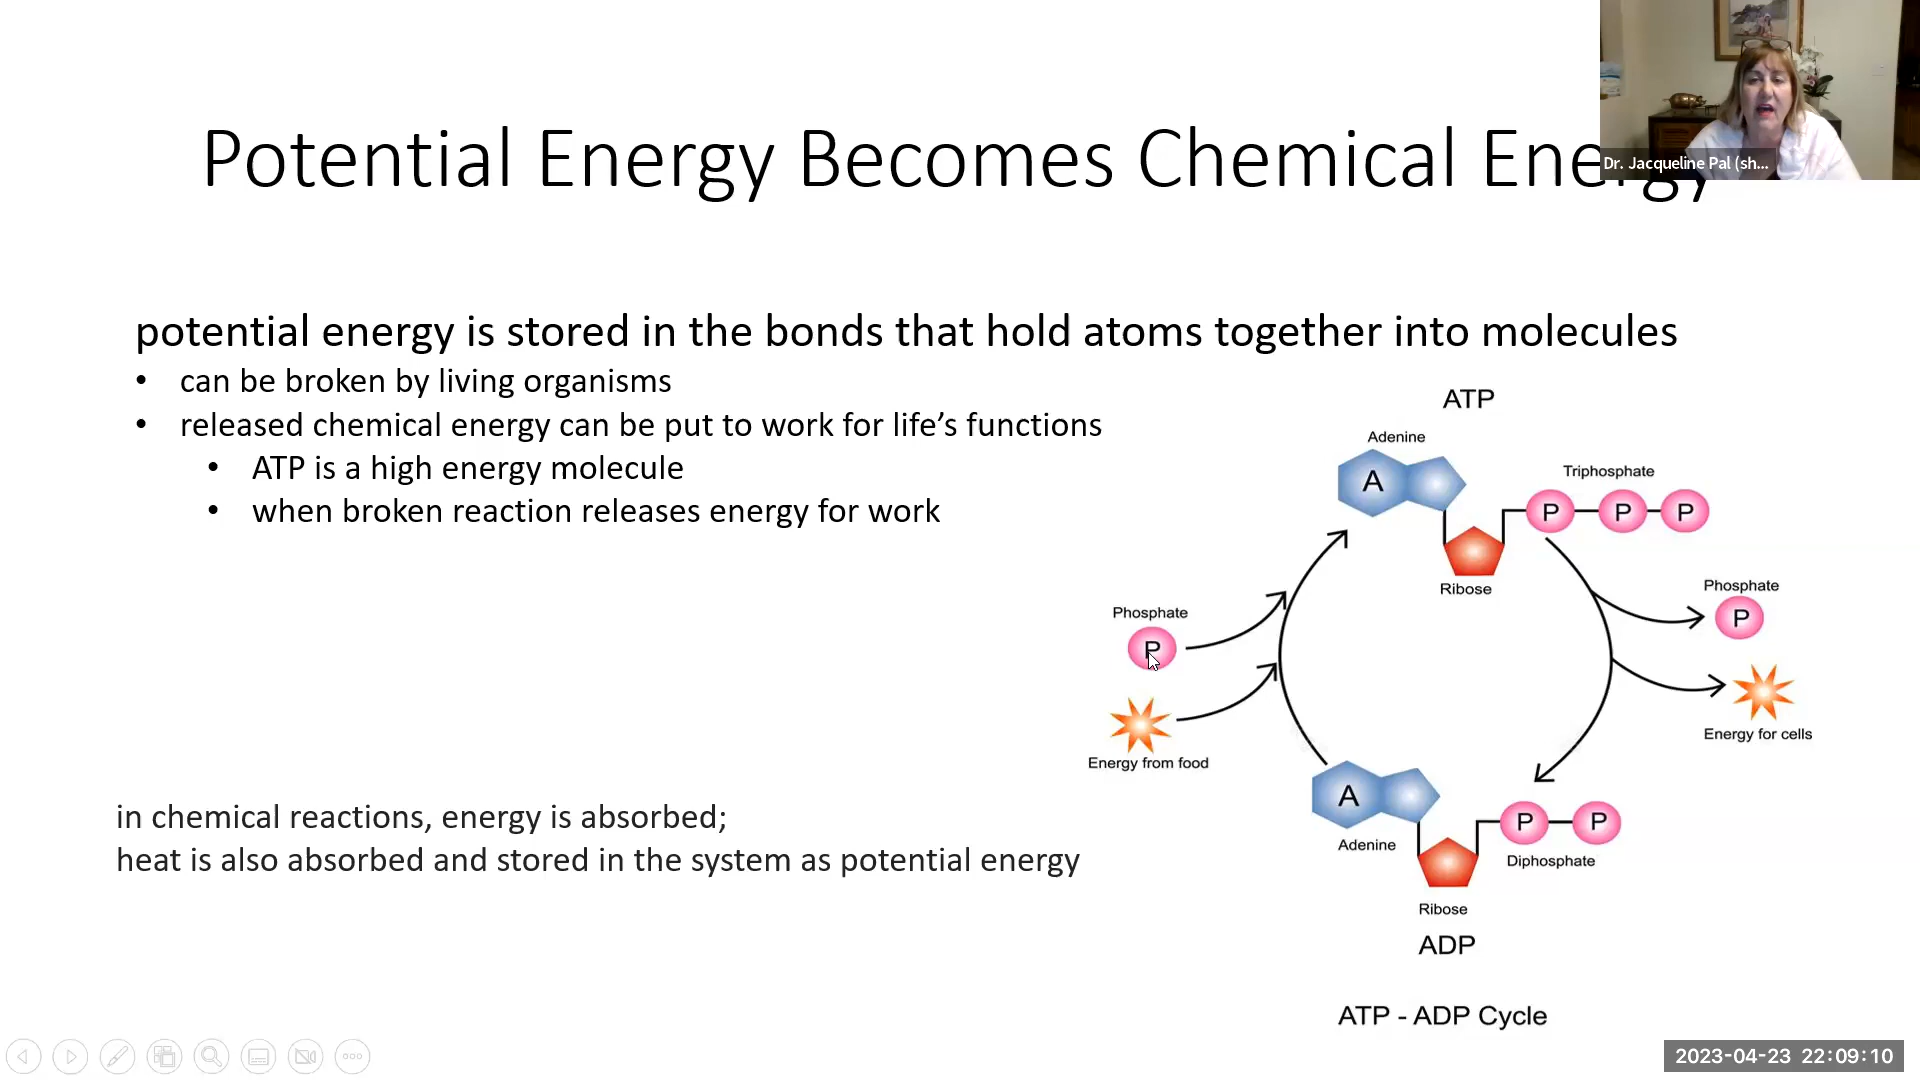 Potential Energy Becomes Chemical Energy
Dr. Jacqueline Pal (sh...
potential energy is stored in the bonds that hold atoms together into molecules
• can be broken by living organisms
• released chemical energy can be put to work for life’s functions
• ATP is a high energy molecule
• when broken reaction releases energy for work
in chemical reactions, energy is absorbed;
heat is also absorbed and stored in the system as potential energy
ATP
Adenine
A
Triphosphate
P P P
Ribose
Phosphate
P
Phosphate
P
Energy from food
Energy for cells
A
Adenine
P P
Diphosphate
Ribose
ADP
ATP - ADP Cycle
2023-04-23 22:09:10